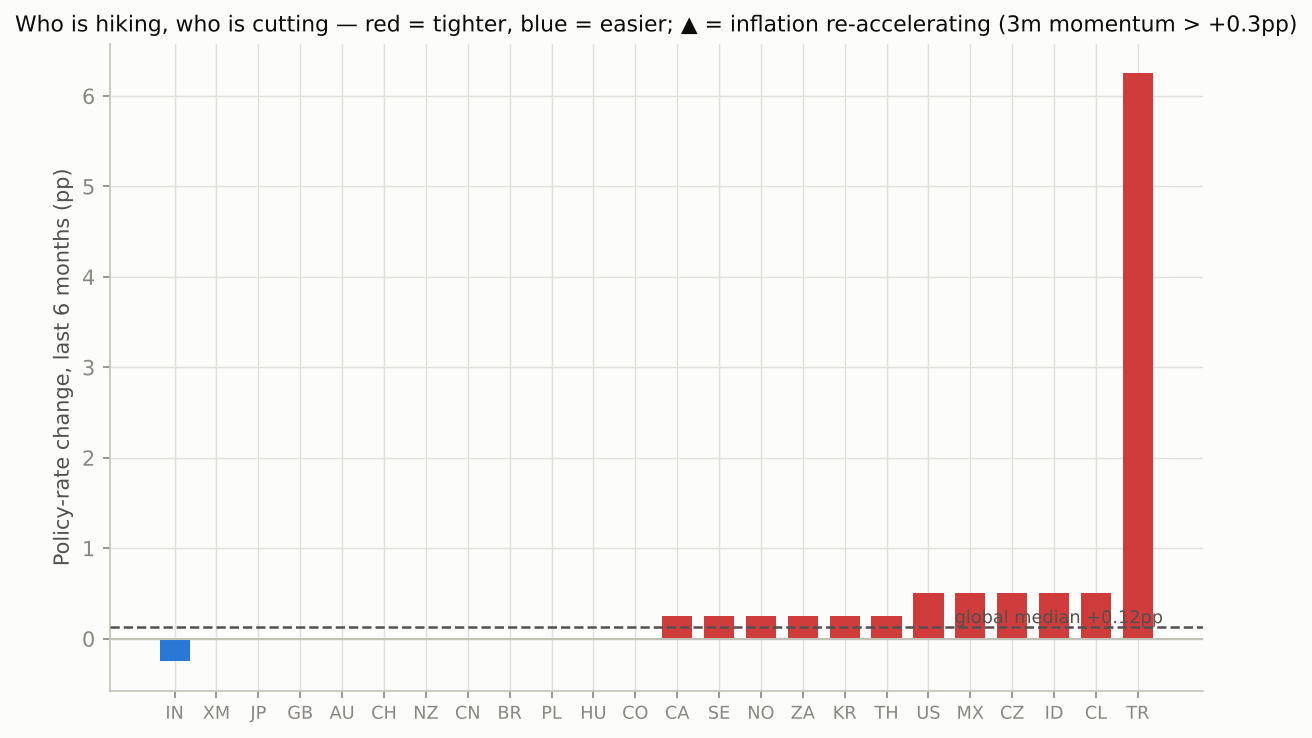 Who is hiking, who is cutting — red = tighter, blue = easier; ▲ = inflation re-accelerating (3m momentum > +0.3pp)
Policy-rate change, last 6 months (pp)
6
5
4
3
2
1
0
global median +0.12pp
IN XM JP GB AU CH NZ CN BR PL HU CO CA SE NO ZA KR TH US MX CZ ID CL TR